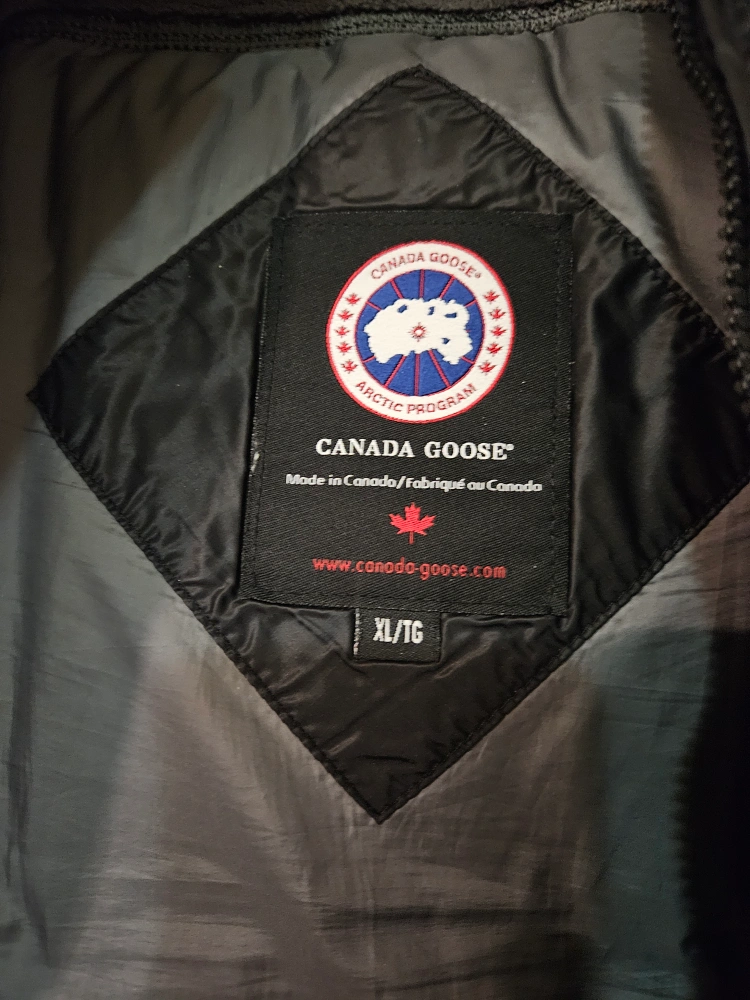 CANADA GOOSE®
ARCTIC PROGRAM
CANADA GOOSE®
Made in Canada/Fabriqué au Canada
www.canada-goose.com
XL/TG